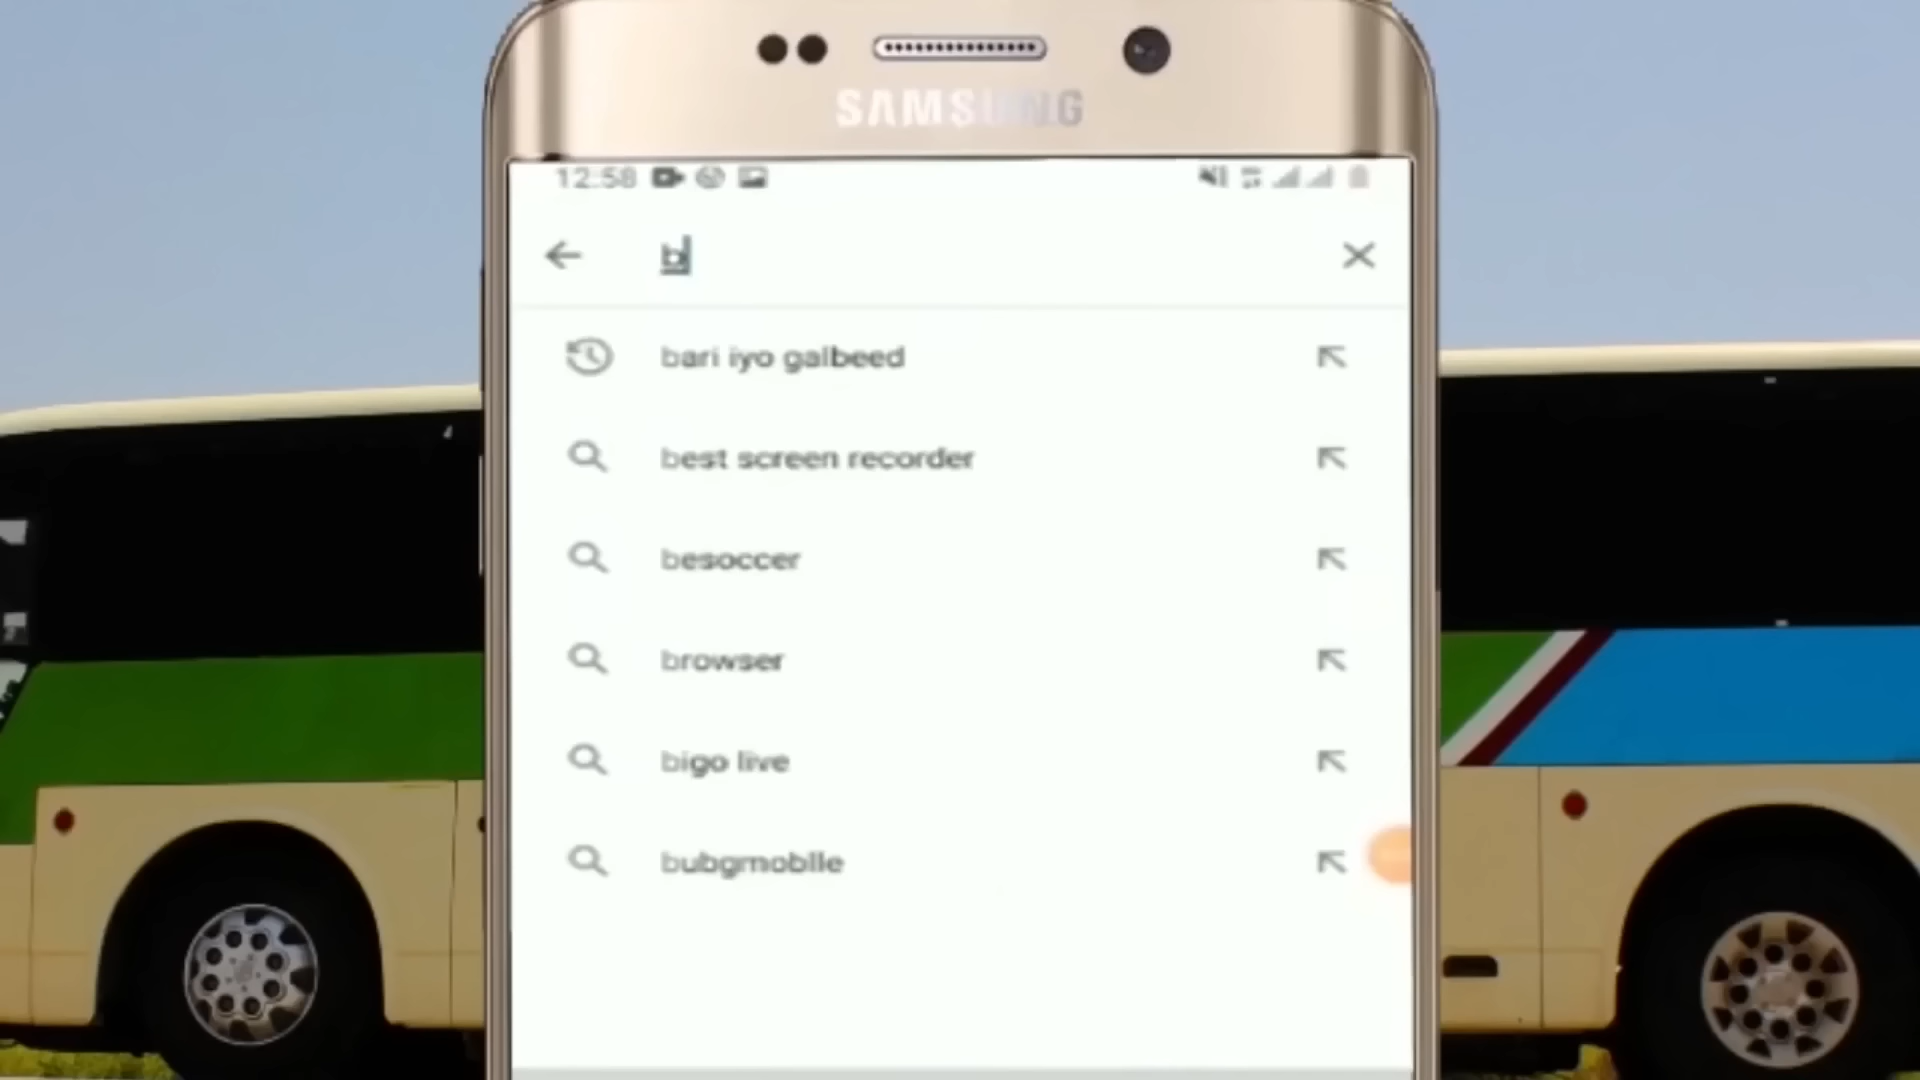 SAMSUNG
12:58
b
bari iyo galbeed
best screen recorder
besoccer
browser
bigo live
bubgmobile